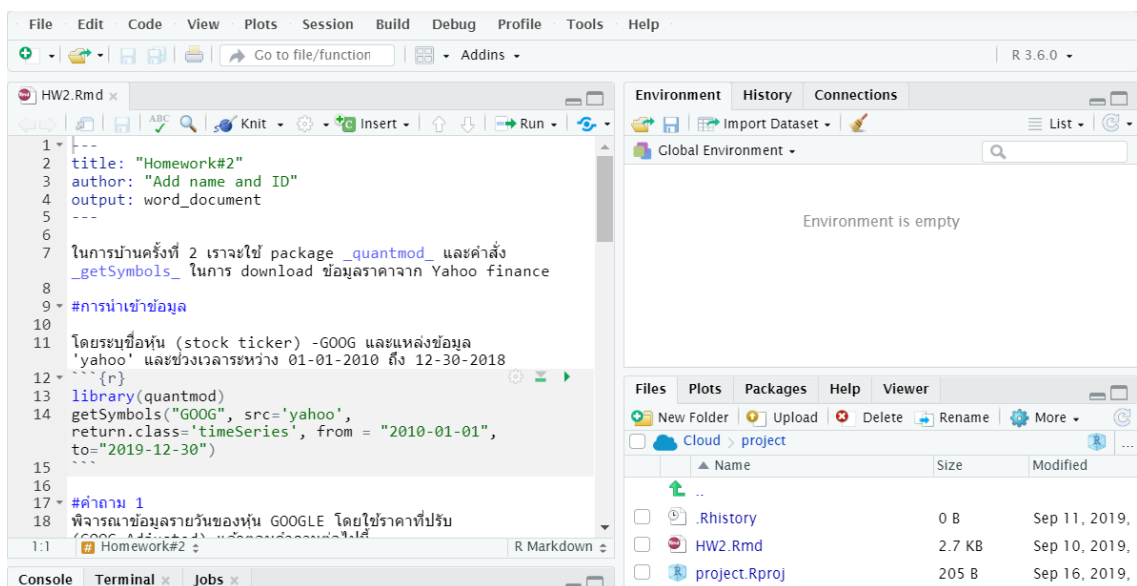 File Edit Code View Plots Session Build Debug Profile Tools Help
Go to file/function Addins R 3.6.0
HW2.Rmd
ABC Knit Insert Run
1 ---
2 title: "Homework#2"
3 author: "Add name and ID"
4 output: word_document
5 ---
6
7 ในการบ้านครั้งที่ 2 เราจะใช้ package _quantmod_ และคำสั่ง
_getSymbols_ ในการ download ข้อมูลราคาจาก Yahoo finance
8
9 #การนำเข้าข้อมูล
10
11 โดยระบุชื่อหุ้น (stock ticker) -GOOG และแหล่งข้อมูล
'yahoo' และช่วงเวลาระหว่าง 01-01-2010 ถึง 12-30-2018
12 ```{r}
13 library(quantmod)
14 getSymbols("GOOG", src='yahoo',
return.class='timeSeries', from = "2010-01-01",
to="2019-12-30")
15 ```
16
17 #คำถาม 1
18 พิจารณาข้อมูลรายวันของหุ้น GOOGLE โดยใช้ราคาที่ปรับ
1:1 Homework#2 R Markdown
Console Terminal Jobs
Environment History Connections
Import Dataset List
Global Environment
Environment is empty
Files Plots Packages Help Viewer
New Folder Upload Delete Rename More
Cloud > project
Name Size Modified
..
.Rhistory 0 B Sep 11, 2019,
HW2.Rmd 2.7 KB Sep 10, 2019,
project.Rproj 205 B Sep 16, 2019,